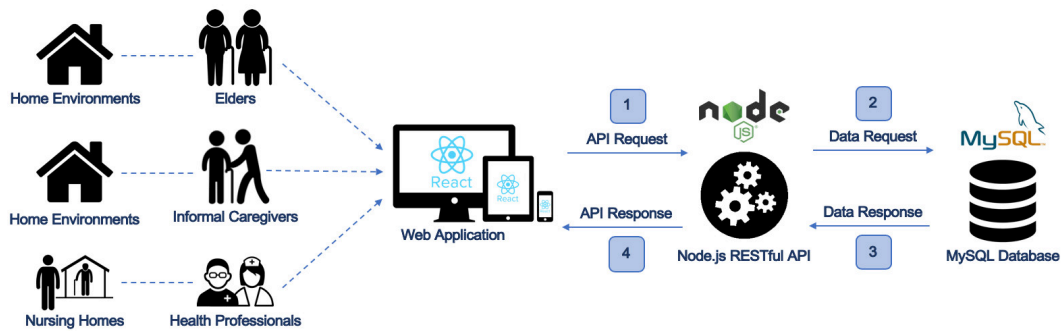 Home Environments
Elders
Home Environments
Informal Caregivers
Nursing Homes
Health Professionals
React
React
React
Web Application
1
API Request
API Response
4
node
JS
Node.js RESTful API
2
Data Request
Data Response
3
MySQL
MySQL Database